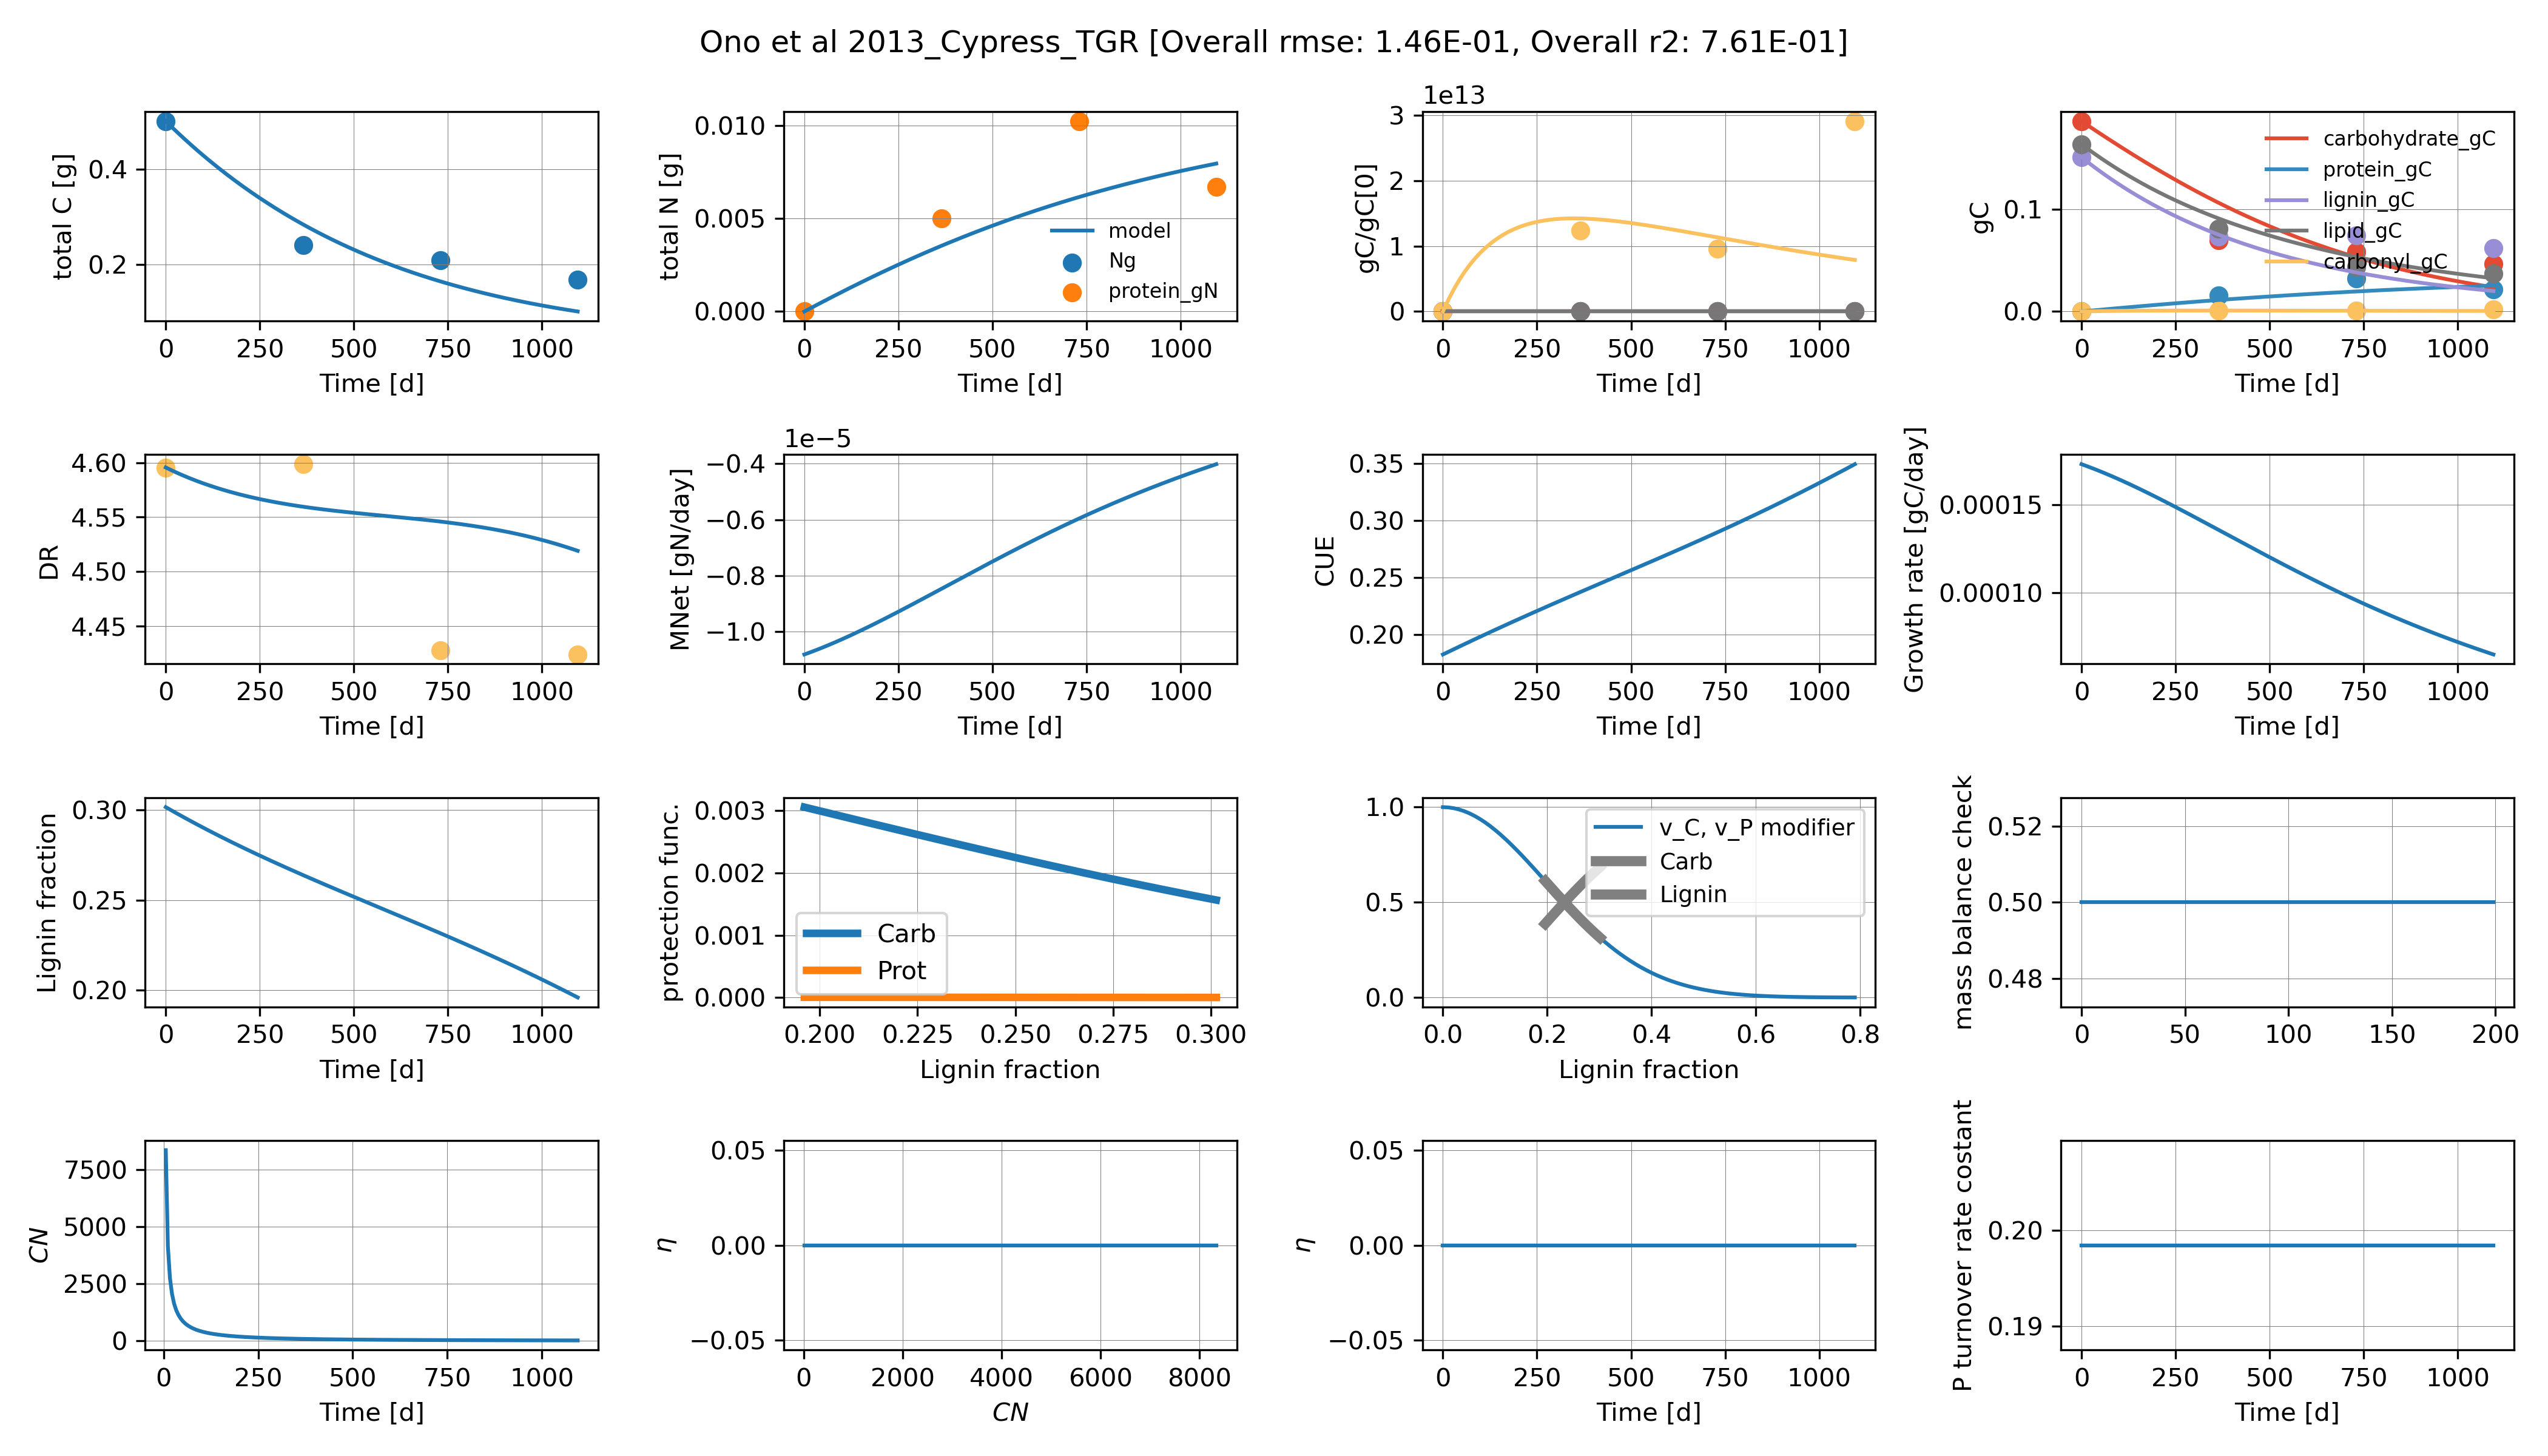 Ono et al 2013_Cypress_TGR [Overall rmse: 1.46E-01, Overall r2: 7.61E-01]
total C [g]
0.4
0.2
0 250 500 750 1000
Time [d]
total N [g]
0.010
0.005
0.000
model
Ng
protein_gN
0 250 500 750 1000
Time [d]
1e13
gC/gC[0]
3
2
1
0
0 250 500 750 1000
Time [d]
gC
0.1
0.0
carbohydrate_gC
protein_gC
lignin_gC
lipid_gC
carbonyl_gC
0 250 500 750 1000
Time [d]
DR
4.60
4.55
4.50
4.45
0 250 500 750 1000
Time [d]
1e−5
MNet [gN/day]
−0.4
−0.6
−0.8
−1.0
0 250 500 750 1000
Time [d]
CUE
0.35
0.30
0.25
0.20
0 250 500 750 1000
Time [d]
Growth rate [gC/day]
0.00015
0.00010
0 250 500 750 1000
Time [d]
Lignin fraction
0.30
0.25
0.20
0 250 500 750 1000
Time [d]
protection func.
0.003
0.002
0.001
0.000
Carb
Prot
0.200 0.225 0.250 0.275 0.300
Lignin fraction
1.0
0.5
0.0
v_C, v_P modifier
Carb
Lignin
0.0 0.2 0.4 0.6 0.8
Lignin fraction
mass balance check
0.52
0.50
0.48
0 50 100 150 200
CN
7500
5000
2500
0
0 250 500 750 1000
Time [d]
η
0.05
0.00
−0.05
0 2000 4000 6000 8000
CN
η
0.05
0.00
−0.05
0 250 500 750 1000
Time [d]
P turnover rate costant
0.20
0.19
0 250 500 750 1000
Time [d]